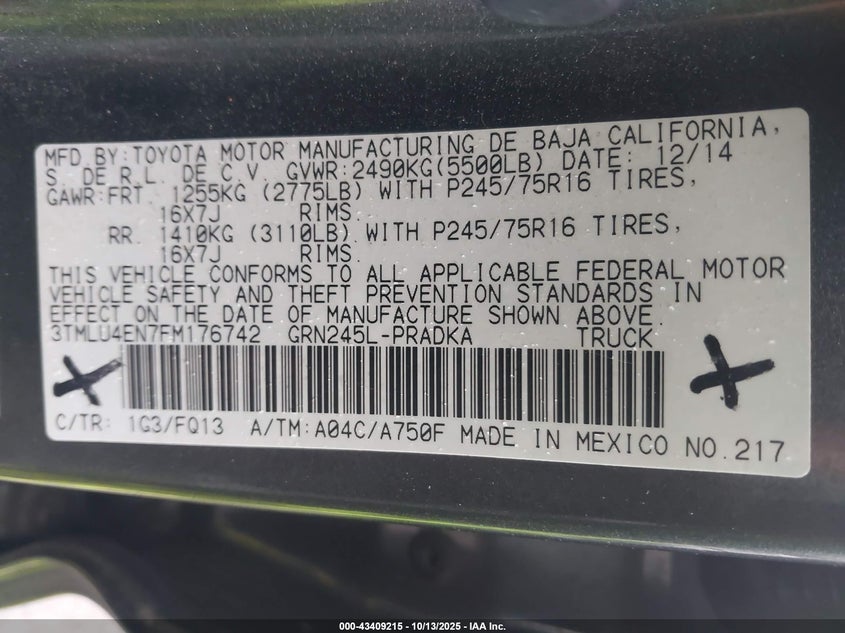 MFD.BY:TOYOTA MOTOR MANUFACTURING DE BAJA CALIFORNIA,
S. DE R.L. DE C.V. GVWR:2490KG(5500LB) DATE: 12/14
GAWR:FRT. 1255KG (2775LB) WITH P245/75R16 TIRES,
16X7J RIMS.
RR. 1410KG (3110LB) WITH P245/75R16 TIRES,
16X7J RIMS.
THIS VEHICLE CONFORMS TO ALL APPLICABLE FEDERAL MOTOR
VEHICLE SAFETY AND THEFT PREVENTION STANDARDS IN
EFFECT ON THE DATE OF MANUFACTURE SHOWN ABOVE.
3TMLU4EN7FM176742 GRN245L-PRADKA TRUCK
C/TR: 1G3/FQ13 A/TM:A04C/A750F MADE IN MEXICO NO.217
000-43409215 - 10/13/2025 - IAA Inc.